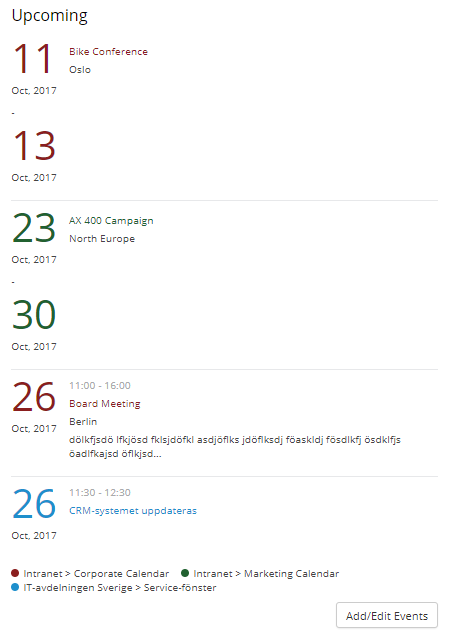 Upcoming
11
Bike Conference
Oslo
Oct, 2017
-
13
Oct, 2017
23
AX 400 Campaign
North Europe
Oct, 2017
-
30
Oct, 2017
26
11:00 - 16:00
Board Meeting
Berlin
Oct, 2017
dölkfjsdö lfkjösd fklsjdöfkl asdjöflks jdöflksdj föaskldj fösdlkfj ösdklfjs
öadlfkajsd öflkjsd...
26
11:30 - 12:30
CRM-systemet uppdateras
Oct, 2017
Intranet > Corporate Calendar Intranet > Marketing Calendar
IT-avdelningen Sverige > Service-fönster
Add/Edit Events